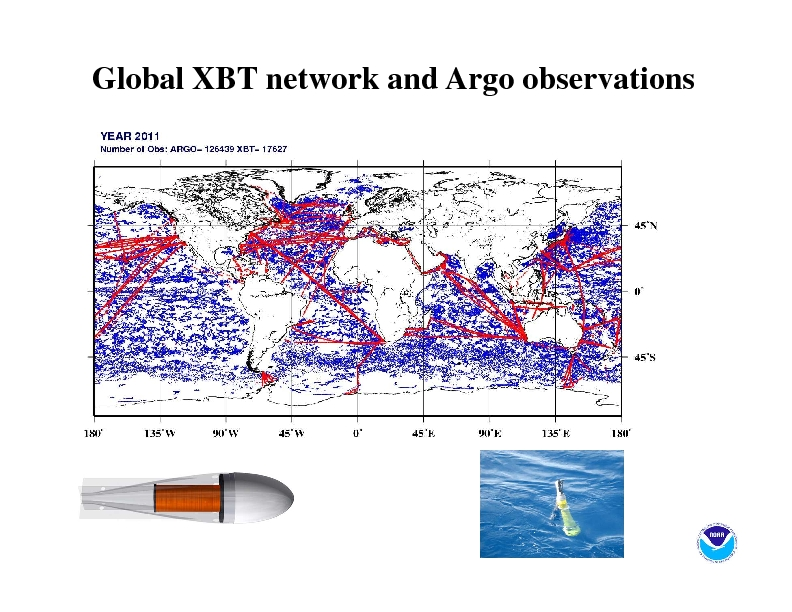 Global XBT network and Argo observations
YEAR 2011
Number of Obs: ARGO= 126439 XBT= 17627
45˚N
0˚
45˚S
180˚ 135˚W 90˚W 45˚W 0˚ 45˚E 90˚E 135˚E 180˚
NOAA